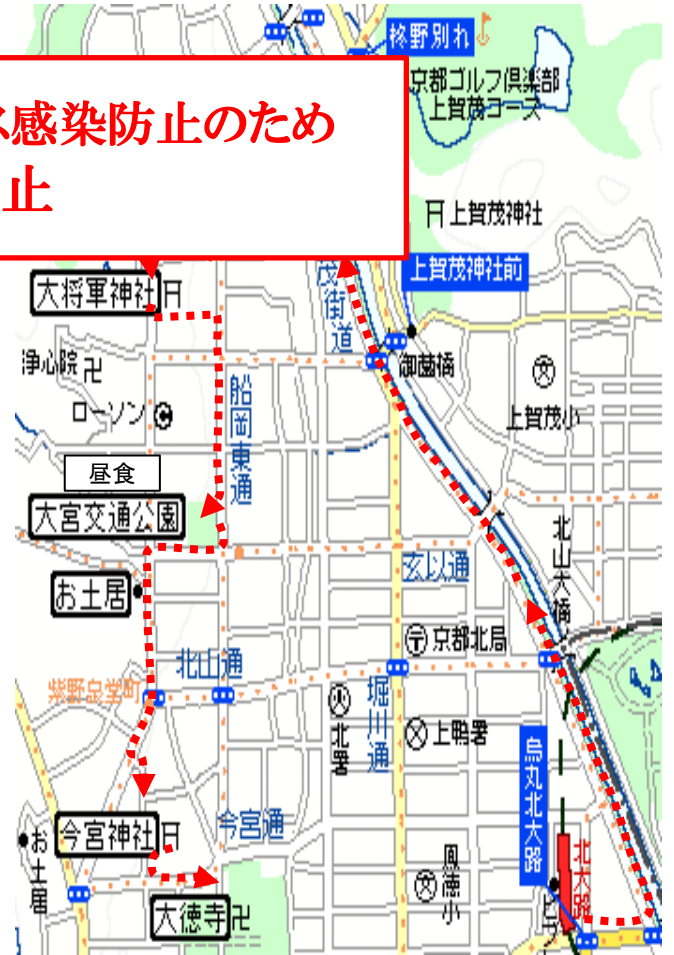 柊野別れ
京都ゴルフ倶楽部
上賀茂コース
ス感染防止のため
止
上賀茂神社
上賀茂神社前
大将軍神社
茂街道
御薗橋
浄心院
船岡東通
ローソン
上賀茂小
昼食
大宮交通公園
北山大橋
玄以通
お土居
京都北局
北山通
紫野泉堂町
堀川通
北署
上鴨署
烏丸北大路
今宮神社
今宮通
お土居
北大路
鳳徳小
大徳寺